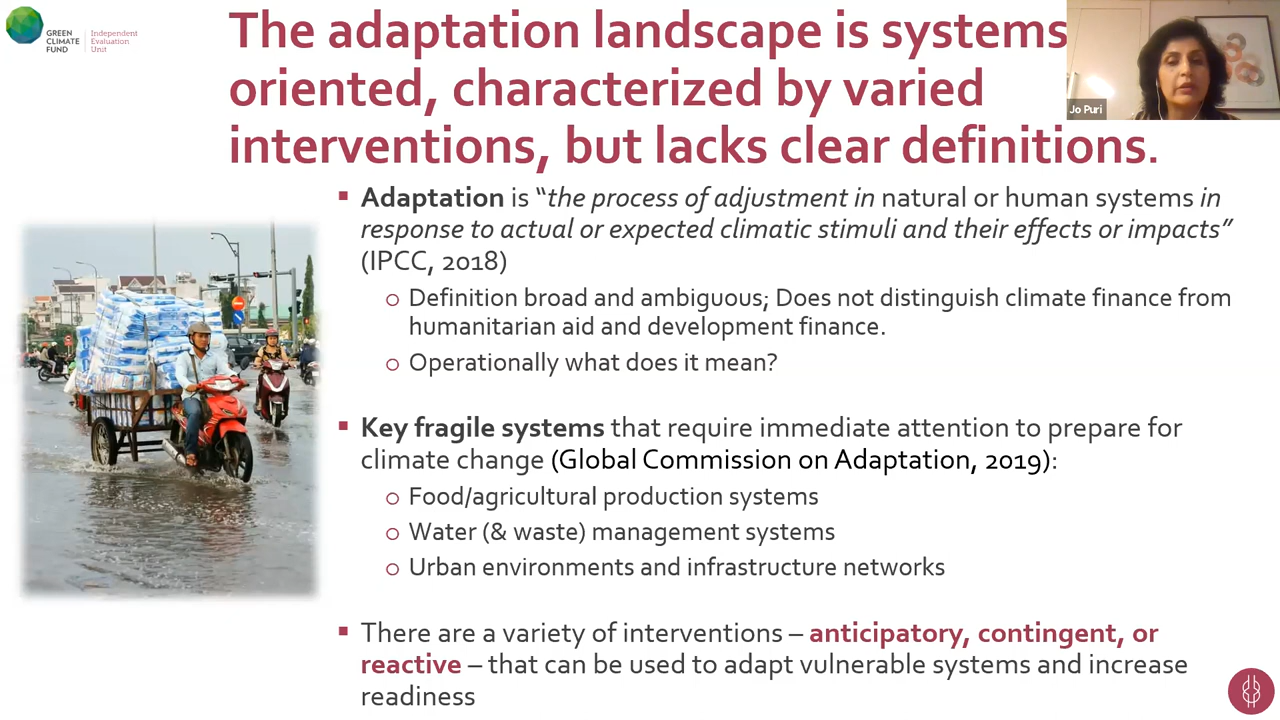 GREEN
CLIMATE
FUND
Independent
Evaluation
Unit
The adaptation landscape is systems
oriented, characterized by varied
interventions, but lacks clear definitions.
Jo Puri
▪ Adaptation is “the process of adjustment in natural or human systems in
response to actual or expected climatic stimuli and their effects or impacts”
(IPCC, 2018)
o Definition broad and ambiguous; Does not distinguish climate finance from
humanitarian aid and development finance.
o Operationally what does it mean?
▪ Key fragile systems that require immediate attention to prepare for
climate change (Global Commission on Adaptation, 2019):
o Food/agricultural production systems
o Water (& waste) management systems
o Urban environments and infrastructure networks
▪ There are a variety of interventions – anticipatory, contingent, or
reactive – that can be used to adapt vulnerable systems and increase
readiness